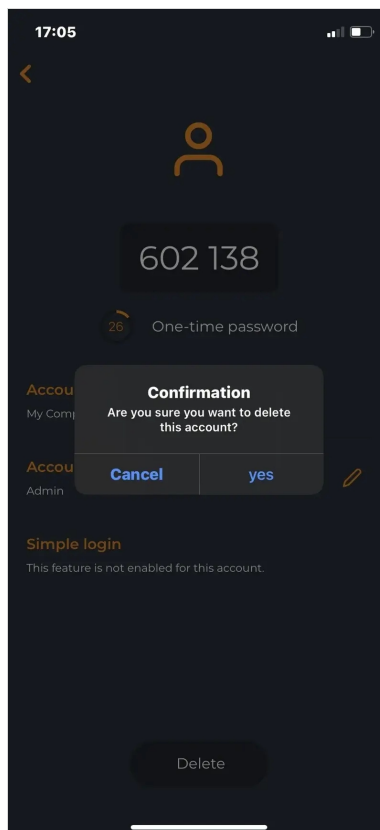 17:05
602 138
26
One-time password
Accou
My Comp
Confirmation
Are you sure you want to delete
this account?
Cancel
yes
Accou
Admin
Simple login
This feature is not enabled for this account.
Delete